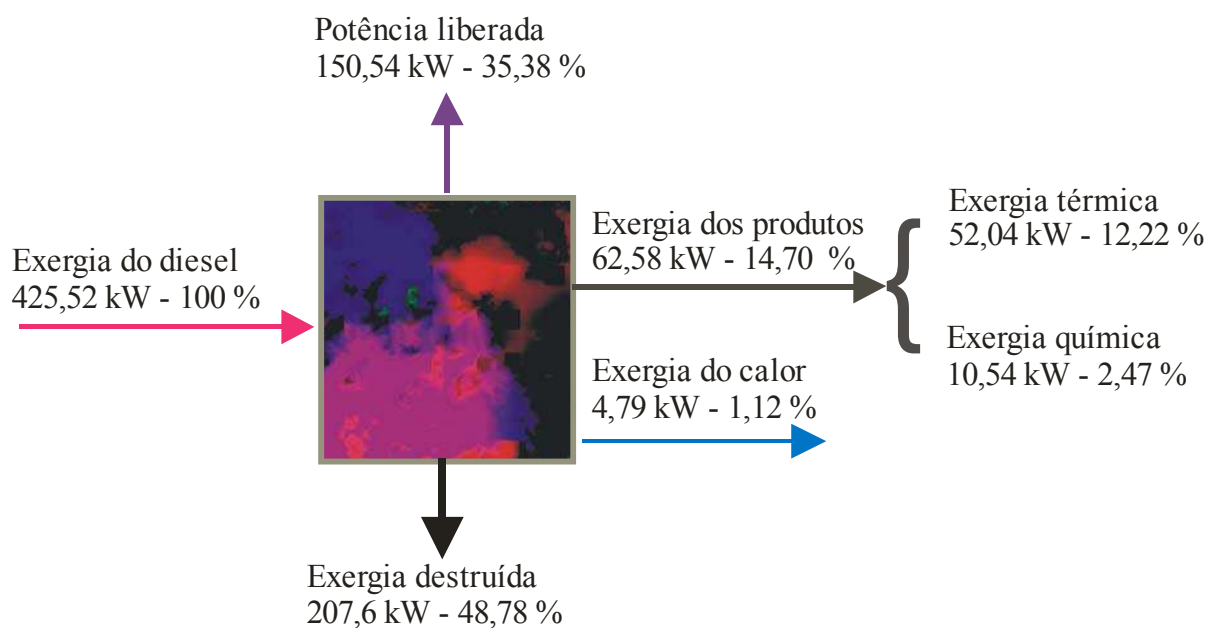 Potência liberada
150,54 kW - 35,38 %
Exergia do diesel
425,52 kW - 100 %
Exergia dos produtos
62,58 kW - 14,70 %
Exergia térmica
52,04 kW - 12,22 %
Exergia química
10,54 kW - 2,47 %
Exergia do calor
4,79 kW - 1,12 %
Exergia destruída
207,6 kW - 48,78 %